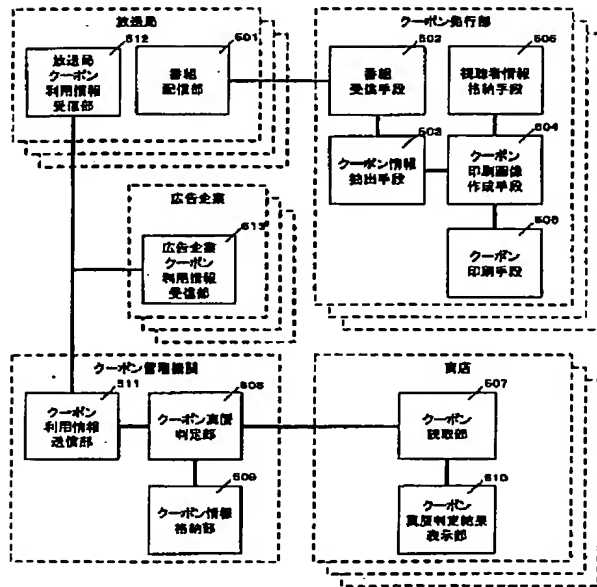 放送局
512
放送局
クーポン
利用情報
受信部
501
番組
配信部
クーポン発行部
502
番組
受信手段
505
視聴者情報
格納手段
503
クーポン情報
抽出手段
504
クーポン
印刷画像
作成手段
506
クーポン
印刷手段
広告企業
513
広告企業
クーポン
利用情報
受信部
クーポン管理機関
511
クーポン
利用情報
送信部
508
クーポン真偽
判定部
509
クーポン情報
格納部
商店
507
クーポン
読取部
510
クーポン
真偽判定結果
表示部